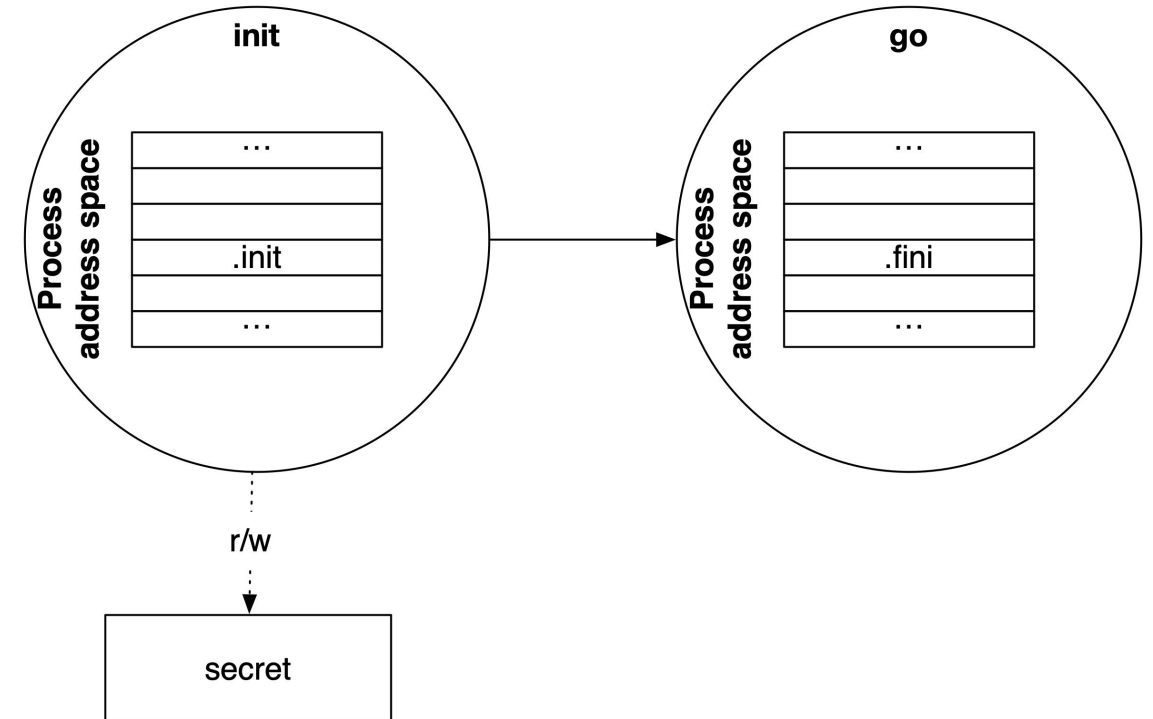 init
Process
address space
...
.init
...
go
Process
address space
...
.fini
...
r/w
secret